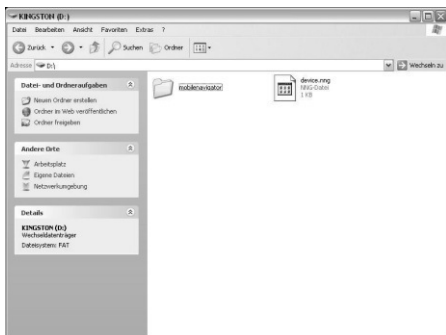 KINGSTON (D:)
Datei Bearbeiten Ansicht Favoriten Extras ?
Zurück Suchen Ordner
Adresse D:\ Wechseln zu
Datei- und Ordneraufgaben
Neuen Ordner erstellen
Ordner im Web veröffentlichen
Ordner freigeben
Andere Orte
Arbeitsplatz
Eigene Dateien
Netzwerkumgebung
Details
KINGSTON (D:)
Wechseldatenträger
Dateisystem: FAT
mobilenavigator
device.nng
NNG-Datei
1 KB